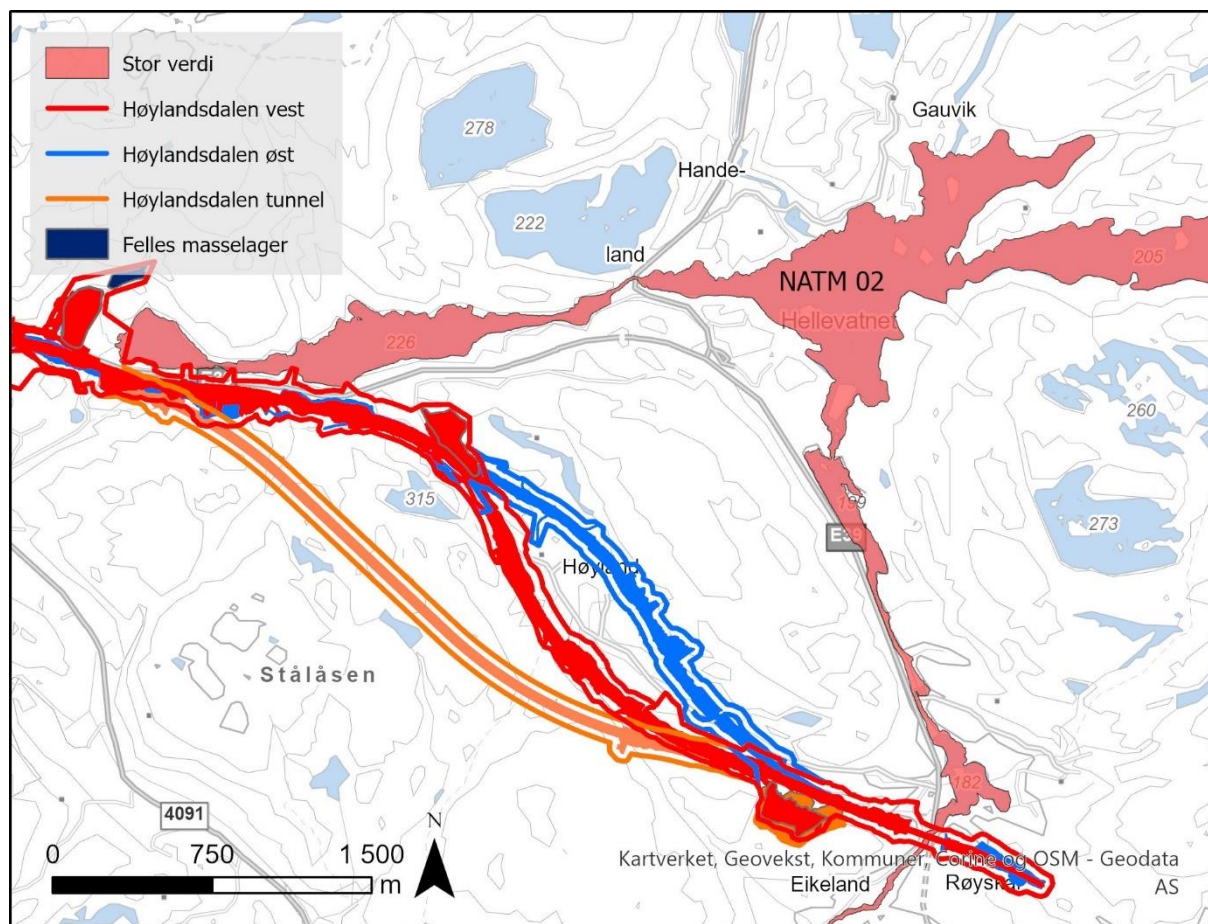 Stor verdi
Høylandsdalen vest
Høylandsdalen øst
Høylandsdalen tunnel
Felles masselager
278
Gauvik
Hande-
222
land
205
NATM 02
Hellevatnet
226
260
315
199
273
E39
Høyland
Stålåsen
182
4091
N
0 750 1 500
m
Kartverket, Geovekst, Kommuner, Corine og OSM - Geodata
AS
Eikeland
Røyskår